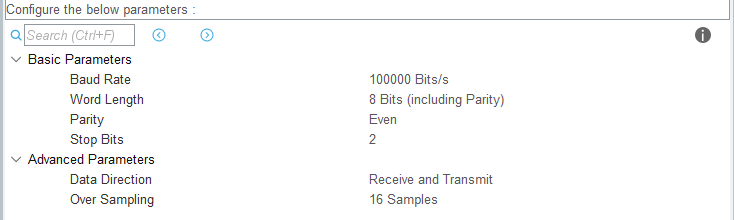 Configure the below parameters :
Search (Ctrl+F)
Basic Parameters
Baud Rate 100000 Bits/s
Word Length 8 Bits (including Parity)
Parity Even
Stop Bits 2
Advanced Parameters
Data Direction Receive and Transmit
Over Sampling 16 Samples